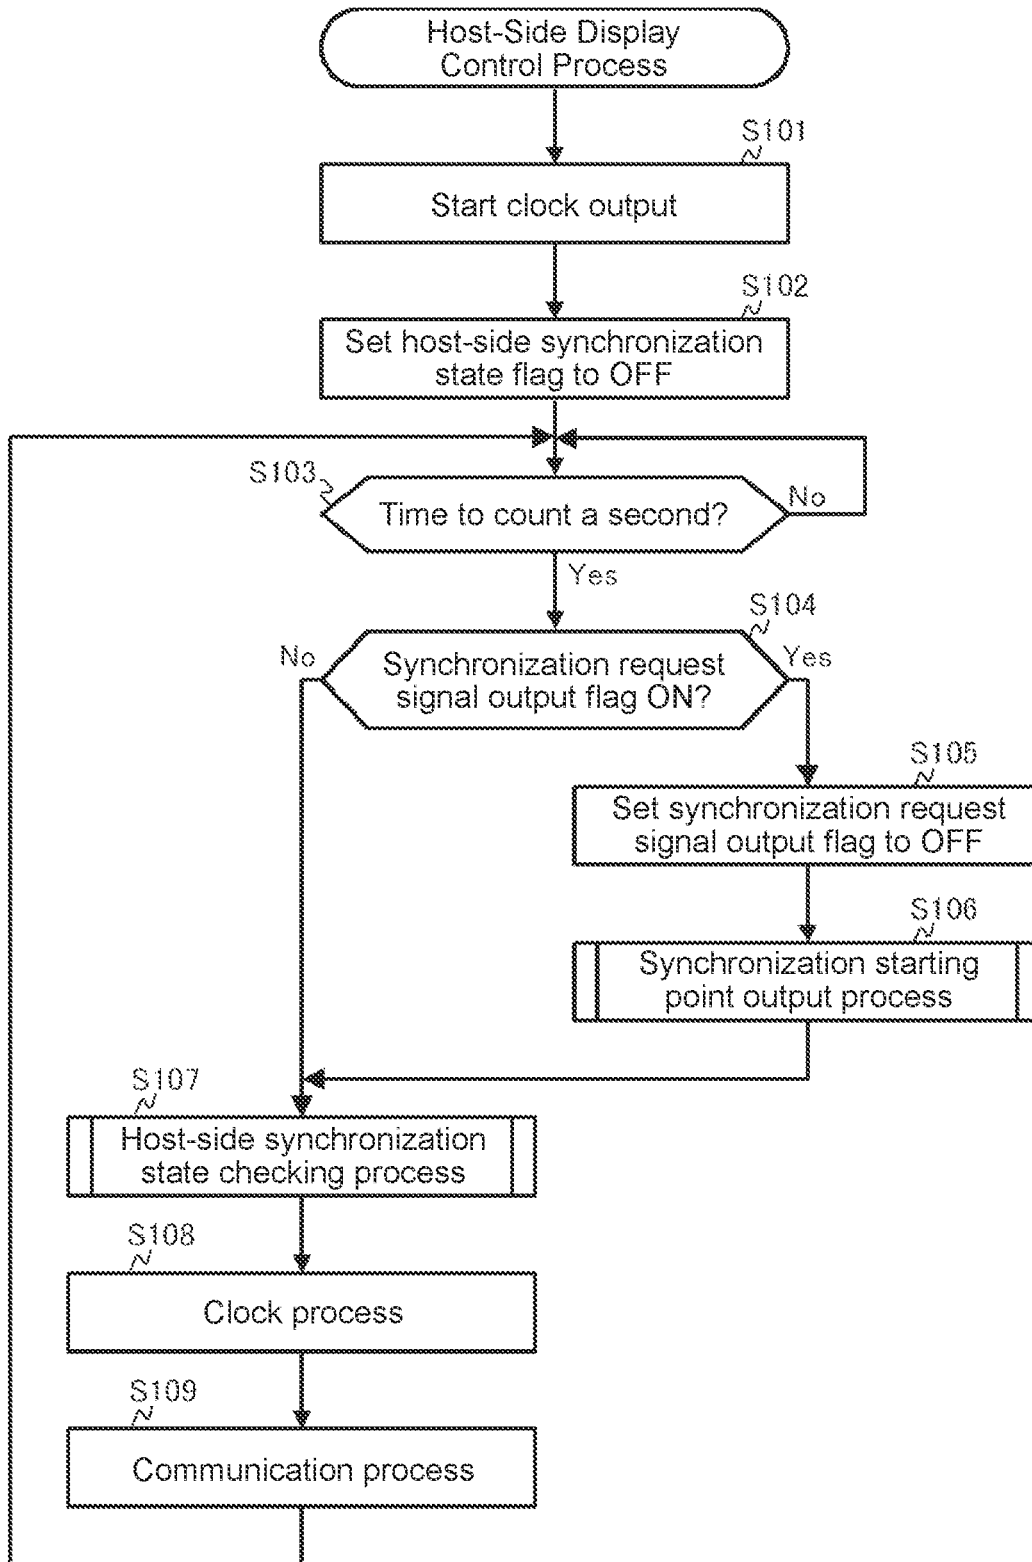 Host-Side Display
Control Process
S101
Start clock output
S102
Set host-side synchronization
state flag to OFF
S103
Time to count a second?
No
Yes
S104
No
Synchronization request
signal output flag ON?
Yes
S105
Set synchronization request
signal output flag to OFF
S106
Synchronization starting
point output process
S107
Host-side synchronization
state checking process
S108
Clock process
S109
Communication process